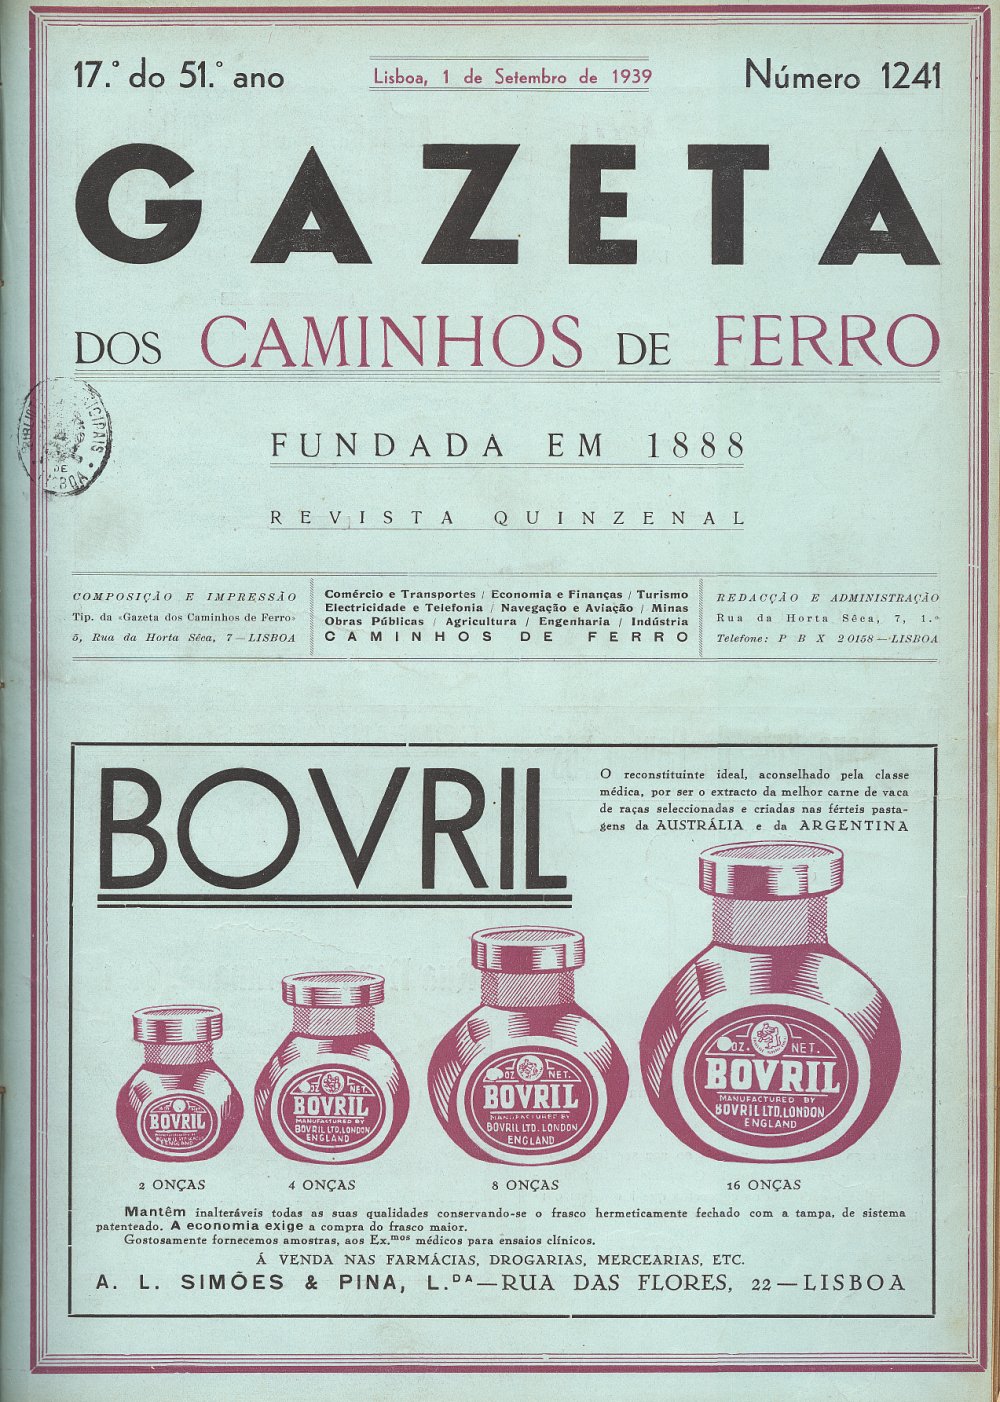 17.º do 51.º ano
Lisboa, 1 de Setembro de 1939
Número 1241
GAZETA
DOS CAMINHOS DE FERRO
FUNDADA EM 1888
REVISTA QUINZENAL
COMPOSIÇÃO E IMPRESSÃO
Tip. da «Gazeta dos Caminhos de Ferro»
5, Rua da Horta Sêca, 7—LISBOA
Comércio e Transportes / Economia e Finanças / Turismo
Electricidade e Telefonia / Navegação e Aviação / Minas
Obras Públicas / Agricultura / Engenharia / Indústria
CAMINHOS DE FERRO
REDACÇÃO E ADMINISTRAÇÃO
Rua da Horta Sêca, 7, 1.º
Telefone: P B X 20158—LISBOA
DE
BOVRIL
O reconstituinte ideal, aconselhado pela classe
médica, por ser o extracto da melhor carne de vaca
de raças seleccionadas e criadas nas férteis pasta-
gens da AUSTRÁLIA e da ARGENTINA
BOVRIL
ENGLAND
OZ. NET.
BOVRIL
MANUFACTURED BY
BOVRIL LTD. LONDON
ENGLAND
OZ. NET.
BOVRIL
MANUFACTURED BY
BOVRIL LTD. LONDON
ENGLAND
OZ. NET.
BOVRIL
MANUFACTURED BY
BOVRIL LTD. LONDON
ENGLAND
2 ONÇAS
4 ONÇAS
8 ONÇAS
16 ONÇAS
Mantêm inalteráveis todas as suas qualidades conservando-se o frasco hermeticamente fechado com a tampa, de sistema
patenteado. A economia exige a compra do frasco maior.
Gostosamente fornecemos amostras, aos Ex.mos médicos para ensaios clínicos.
Á VENDA NAS FARMÁCIAS, DROGARIAS, MERCEARIAS, ETC.
A. L. SIMÕES & PINA, L.DA—RUA DAS FLORES, 22—LISBOA